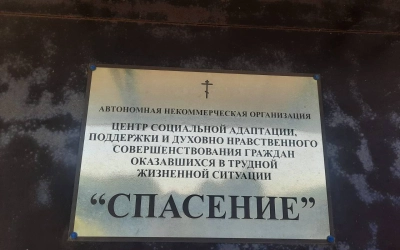 АВТОНОМНАЯ НЕКОММЕРЧЕСКАЯ ОРГАНИЗАЦИЯ
ЦЕНТР СОЦИАЛЬНОЙ АДАПТАЦИИ,
ПОДДЕРЖКИ И ДУХОВНО НРАВСТВЕННОГО
СОВЕРШЕНСТВОВАНИЯ ГРАЖДАН
ОКАЗАВШИХСЯ В ТРУДНОЙ
ЖИЗНЕННОЙ СИТУАЦИИ
“СПАСЕНИЕ”